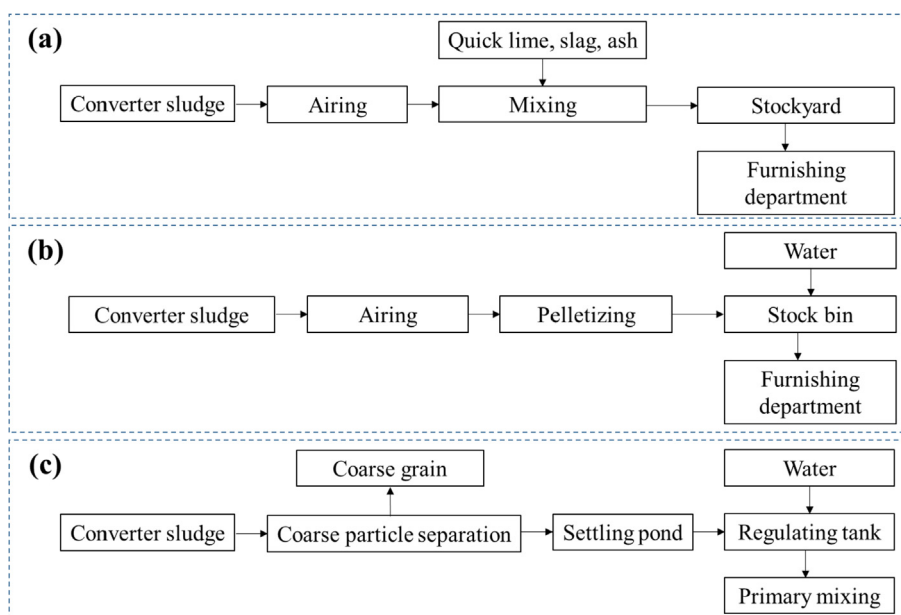 (a)
Quick lime, slag, ash
Converter sludge
Airing
Mixing
Stockyard
Furnishing
department
(b)
Water
Converter sludge
Airing
Pelletizing
Stock bin
Furnishing
department
(c)
Coarse grain
Water
Converter sludge
Coarse particle separation
Settling pond
Regulating tank
Primary mixing